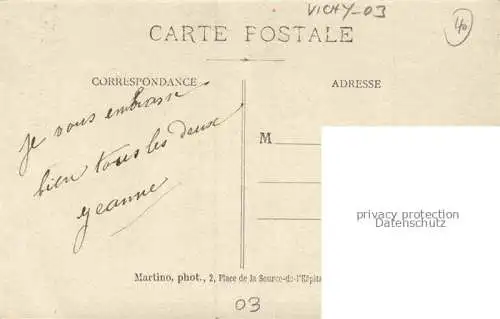 VICHY-03
40
CARTE POSTALE
CORRESPONDANCE
ADRESSE
Je vous embrasse
bien tous les deux
Jeanne
M
privacy protection
Datenschutz
Martino, phot., 2, Place de la Source-de-l'Hôpita
03